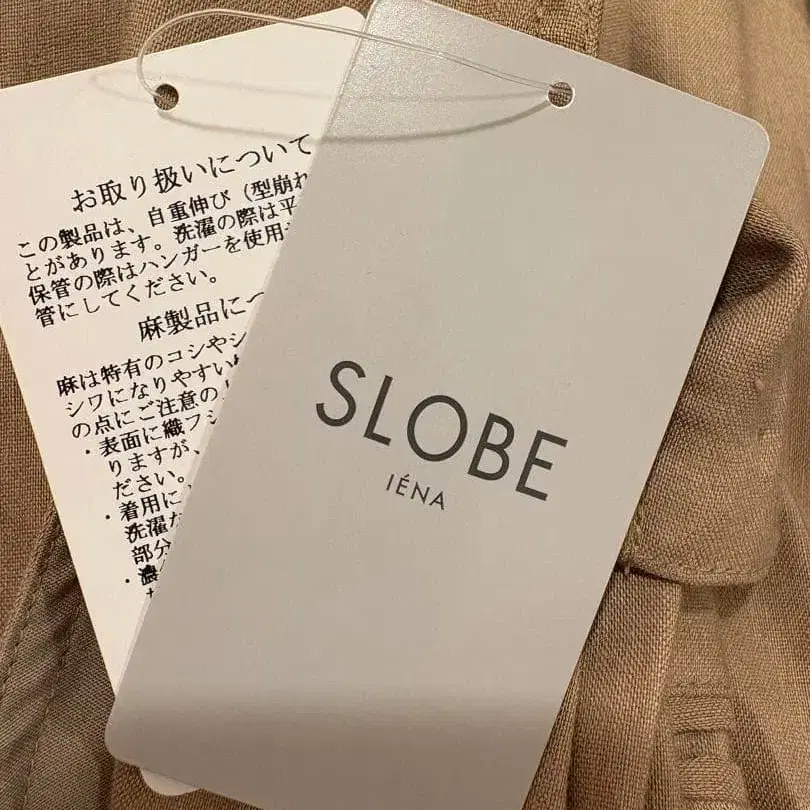 お取り扱いについて
この製品は、自重伸び（型崩れ
とがあります。洗濯の際は平
保管の際はハンガーを使用せ
管にしてください。
麻製品につ
麻は特有のコシやシ
シワになりやすい
の点にご注意の
・表面に織フシ
りますが、
ださい。
・着用に
洗濯
部分
・濃
SLOBE
IÉNA